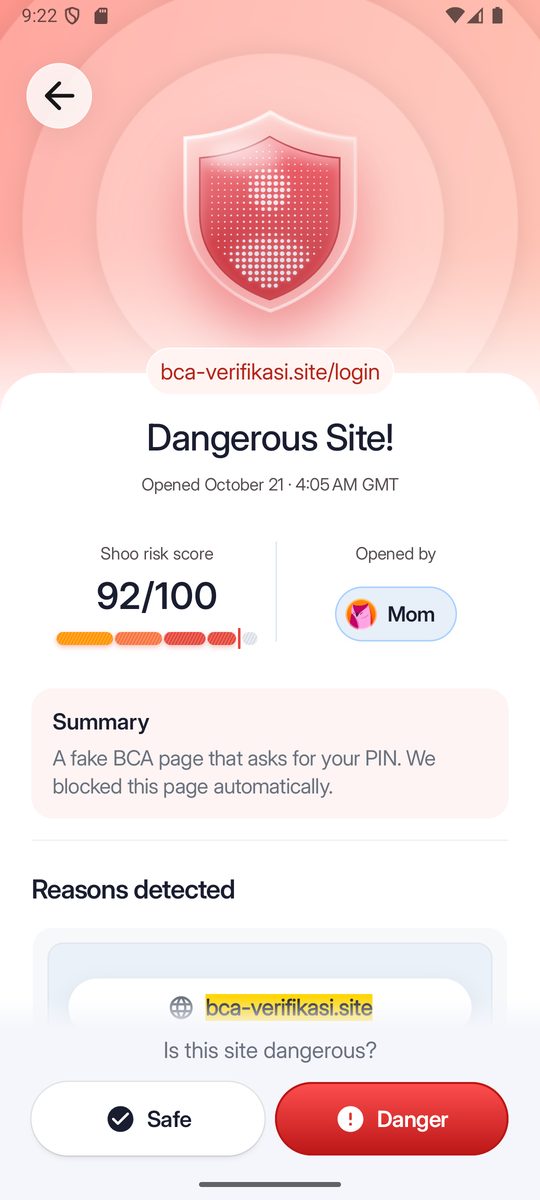 9:22
bca-verifikasi.site/login
Dangerous Site!
Opened October 21 · 4:05 AM GMT
Shoo risk score
92/100
Opened by
Mom
Summary
A fake BCA page that asks for your PIN. We
blocked this page automatically.
Reasons detected
bca-verifikasi.site
Is this site dangerous?
Safe
Danger